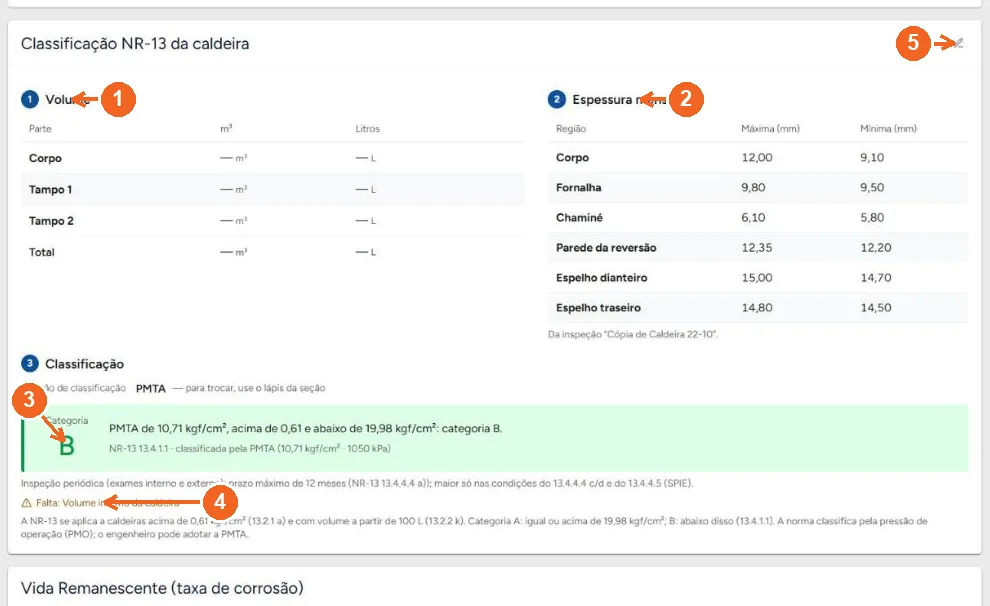 Classificação NR-13 da caldeira
5
1 Volume
1
2 Espessura
2
Parte m³ Litros
Região Máxima (mm) Mínima (mm)
Corpo — m³ — L
Corpo 12,00 9,10
Tampo 1 — m³ — L
Fornalha 9,80 9,50
Tampo 2 — m³ — L
Chaminé 6,10 5,80
Total — m³ — L
Parede da reversão 12,35 12,20
Espelho dianteiro 15,00 14,70
Espelho traseiro 14,80 14,50
Da inspeção "Cópia de Caldeira 22-10".
3 Classificação
de classificação PMTA — para trocar, use o lápis da seção
3
Categoria
B
PMTA de 10,71 kgf/cm², acima de 0,61 e abaixo de 19,98 kgf/cm²: categoria B.
NR-13 13.4.1.1 · classificada pela PMTA (10,71 kgf/cm² · 1050 kPa)
Inspeção periódica (exames interno e externo): prazo máximo de 12 meses (NR-13 13.4.4.4 a)); maior só nas condições do 13.4.4.4 c/d e do 13.4.4.5 (SPIE).
Falta: Volume interno da caldeira
4
A NR-13 se aplica a caldeiras acima de 0,61 kgf/cm² (13.2.1 a) e com volume a partir de 100 L (13.2.2 k). Categoria A: igual ou acima de 19,98 kgf/cm²; B: abaixo disso (13.4.1.1). A norma classifica pela pressão de
operação (PMO); o engenheiro pode adotar a PMTA.
Vida Remanescente (taxa de corrosão)